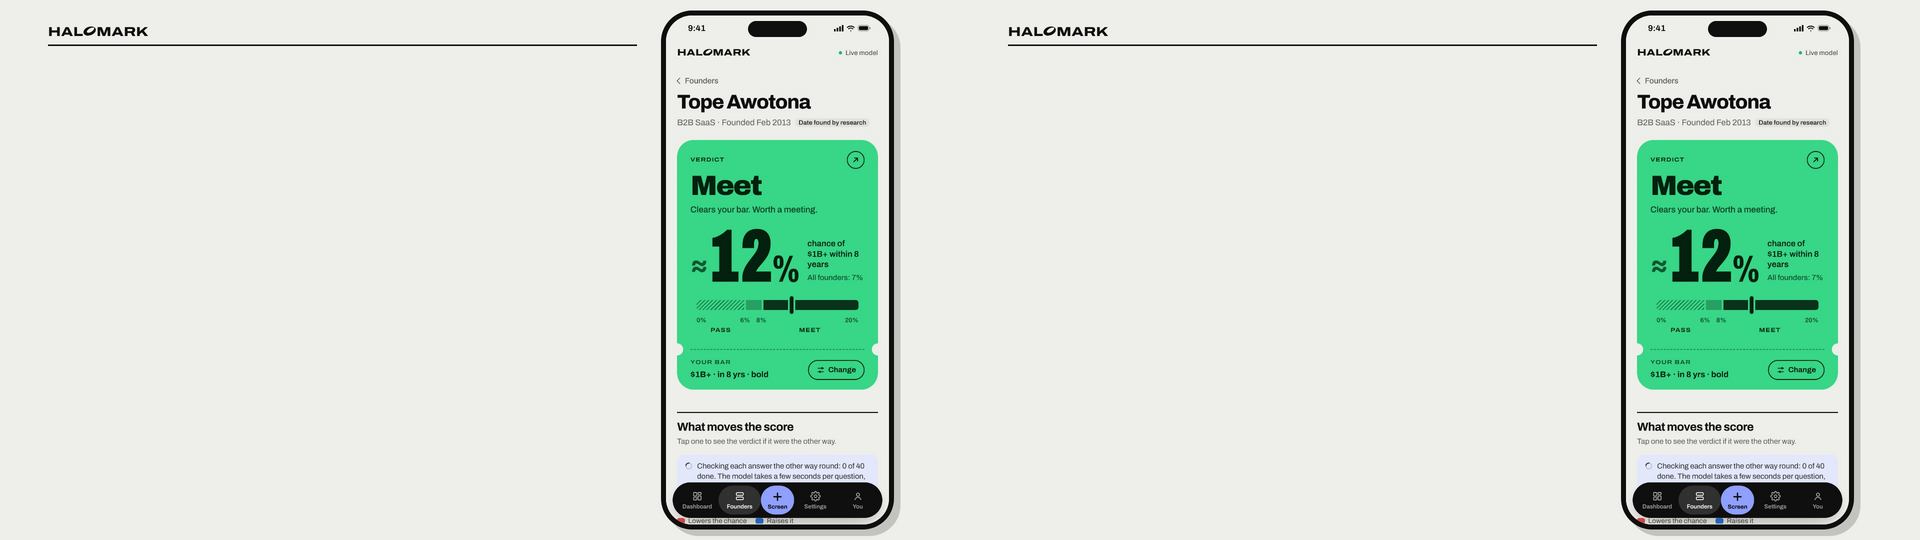 HALOMARK
9:41
HALOMARK
Live model
Founders
Tope Awotona
B2B SaaS · Founded Feb 2013 Date found by research
VERDICT
Meet
Clears your bar. Worth a meeting.
≈12%
chance of
$1B+ within 8
years
All founders: 7%
0% 6% 8% 20%
PASS MEET
YOUR BAR
$1B+ · in 8 yrs · bold
Change
What moves the score
Tap one to see the verdict if it were the other way.
Checking each answer the other way round: 0 of 40
done. The model takes a few seconds per question,
Dashboard Founders Screen Settings You
Lowers the chance Raises it
HALOMARK
9:41
HALOMARK
Live model
Founders
Tope Awotona
B2B SaaS · Founded Feb 2013 Date found by research
VERDICT
Meet
Clears your bar. Worth a meeting.
≈12%
chance of
$1B+ within 8
years
All founders: 7%
0% 6% 8% 20%
PASS MEET
YOUR BAR
$1B+ · in 8 yrs · bold
Change
What moves the score
Tap one to see the verdict if it were the other way.
Checking each answer the other way round: 0 of 40
done. The model takes a few seconds per question,
Dashboard Founders Screen Settings You
Lowers the chance Raises it